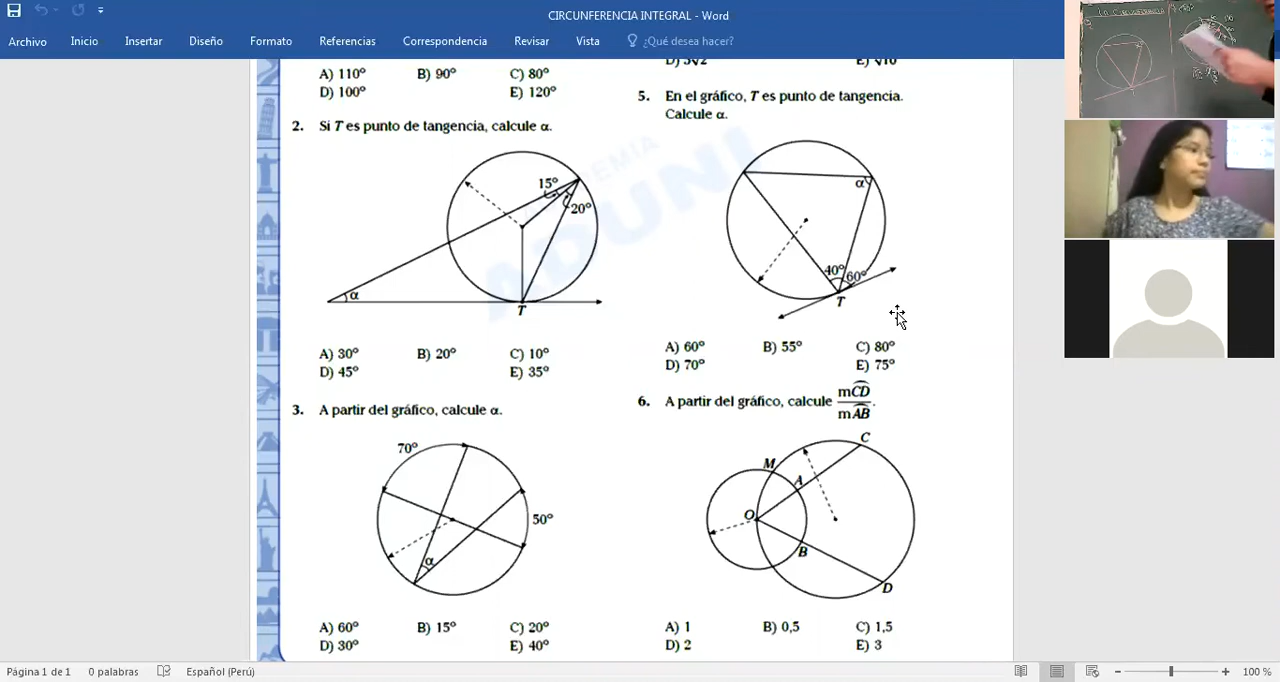 CIRCUNFERENCIA INTEGRAL - Word
Archivo Inicio Insertar Diseño Formato Referencias Correspondencia Revisar Vista ¿Qué desea hacer?
A) 110° B) 90° C) 80°
D) 100° E) 120°
2. Si T es punto de tangencia, calcule α.
15°
20°
α
T
A) 30° B) 20° C) 10°
D) 45° E) 35°
3. A partir del gráfico, calcule α.
70°
50°
α
A) 60° B) 15° C) 20°
D) 30° E) 40°
5. En el gráfico, T es punto de tangencia.
Calcule α.
α
40° 60°
T
A) 60° B) 55° C) 80°
D) 70° E) 75°
6. A partir del gráfico, calcule mCD/mAB.
C
M
A
O
B
D
A) 1 B) 0,5 C) 1,5
D) 2 E) 3
ADUNI
Página 1 de 1 0 palabras Español (Perú) 100 %